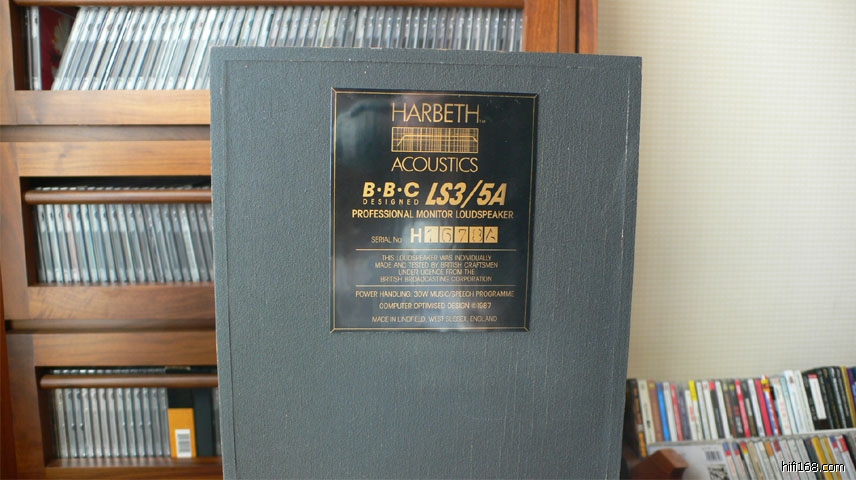 HARBETH™
ACOUSTICS
B·B·C LS3/5A
DESIGNED
PROFESSIONAL MONITOR LOUDSPEAKER
SERIAL No. H 1678A
THIS LOUDSPEAKER WAS INDIVIDUALLY
MADE AND TESTED BY BRITISH CRAFTSMEN
UNDER LICENCE FROM THE
BRITISH BROADCASTING CORPORATION
POWER HANDLING: 30W MUSIC/SPEECH PROGRAMME
COMPUTER OPTIMISED DESIGN ©1987
MADE IN LINDFIELD, WEST SUSSEX, ENGLAND
hifi168.com